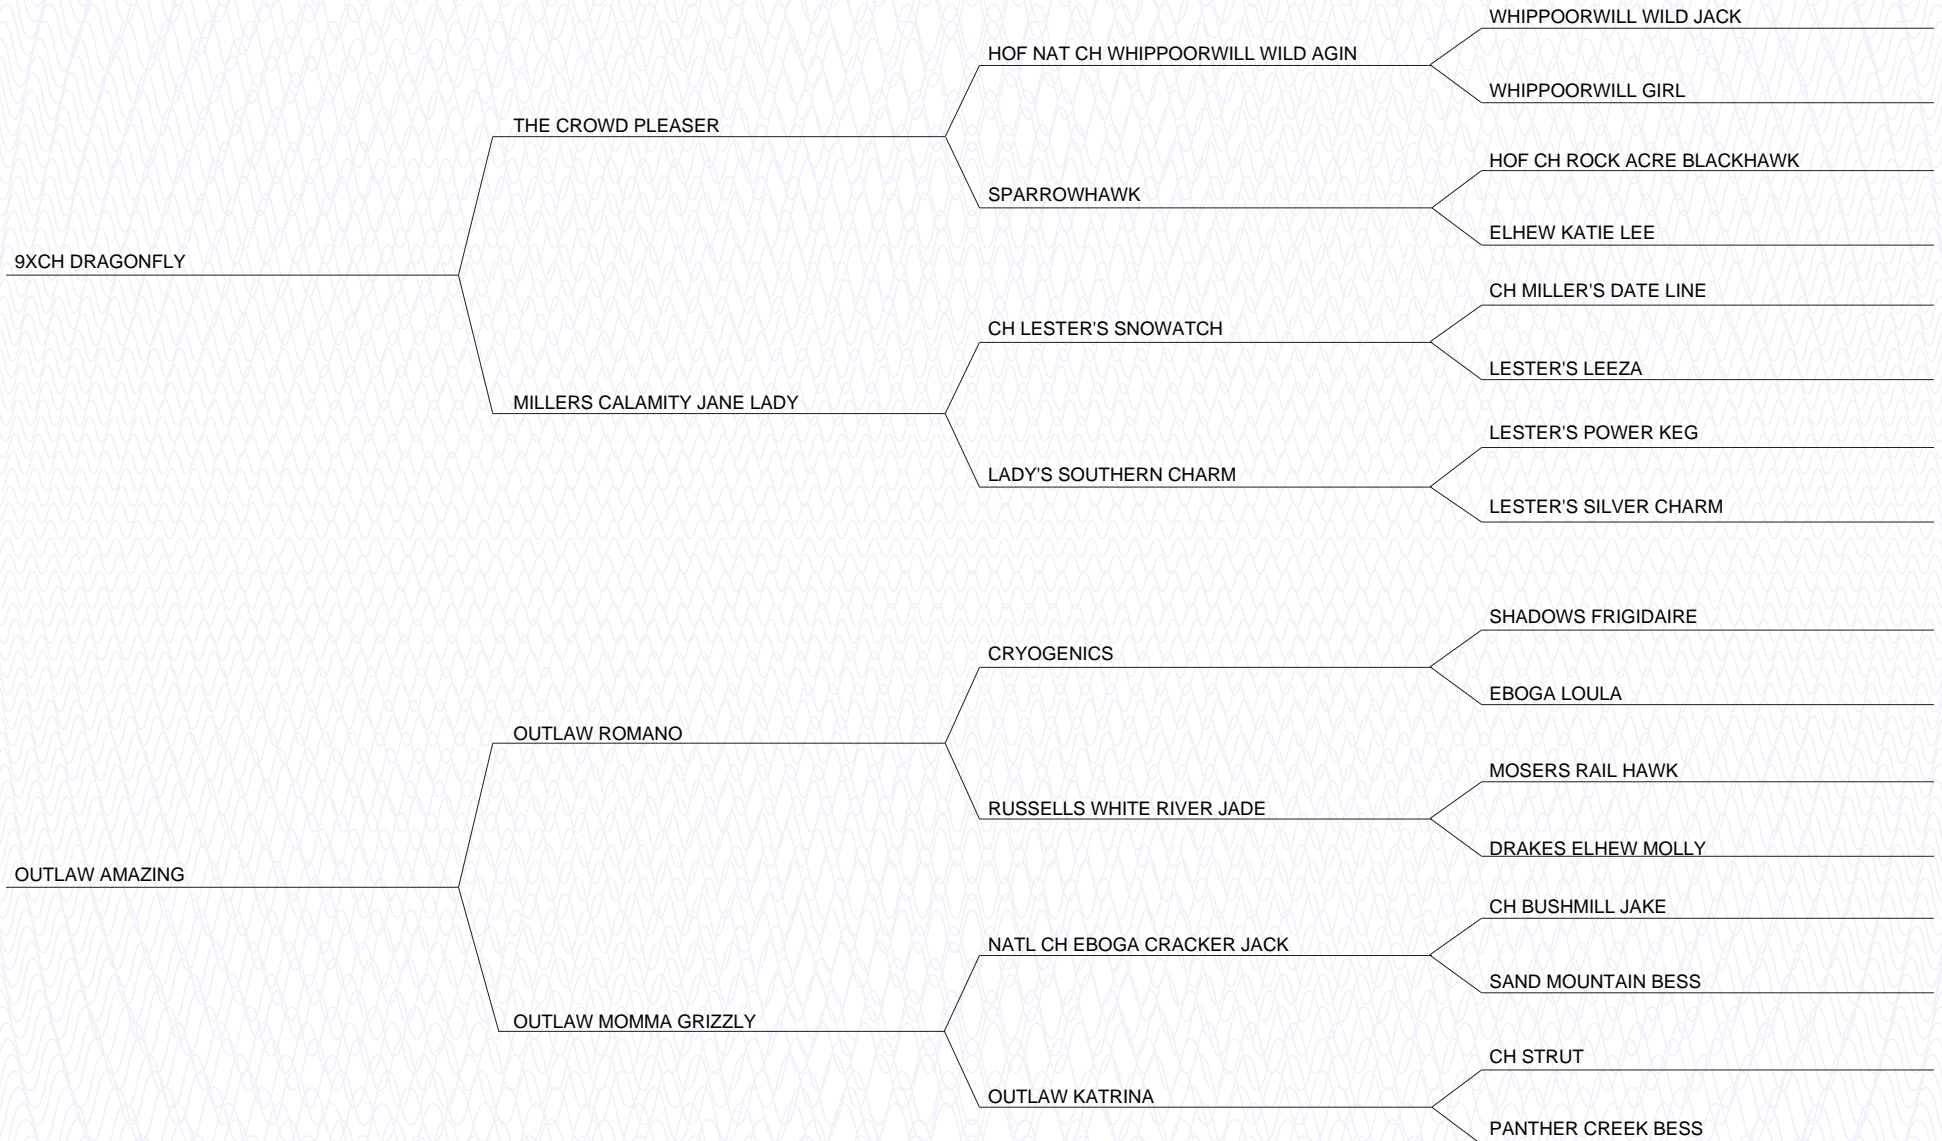 WHIPPOORWILL WILD JACK
HOF NAT CH WHIPPOORWILL WILD AGIN
WHIPPOORWILL GIRL
THE CROWD PLEASER
HOF CH ROCK ACRE BLACKHAWK
SPARROWHAWK
ELHEW KATIE LEE
9XCH DRAGONFLY
CH MILLER'S DATE LINE
CH LESTER'S SNOWATCH
LESTER'S LEEZA
MILLERS CALAMITY JANE LADY
LESTER'S POWER KEG
LADY'S SOUTHERN CHARM
LESTER'S SILVER CHARM
SHADOWS FRIGIDAIRE
CRYOGENICS
EBOGA LOULA
OUTLAW ROMANO
MOSERS RAIL HAWK
RUSSELLS WHITE RIVER JADE
DRAKES ELHEW MOLLY
OUTLAW AMAZING
CH BUSHMILL JAKE
NATL CH EBOGA CRACKER JACK
SAND MOUNTAIN BESS
OUTLAW MOMMA GRIZZLY
CH STRUT
OUTLAW KATRINA
PANTHER CREEK BESS